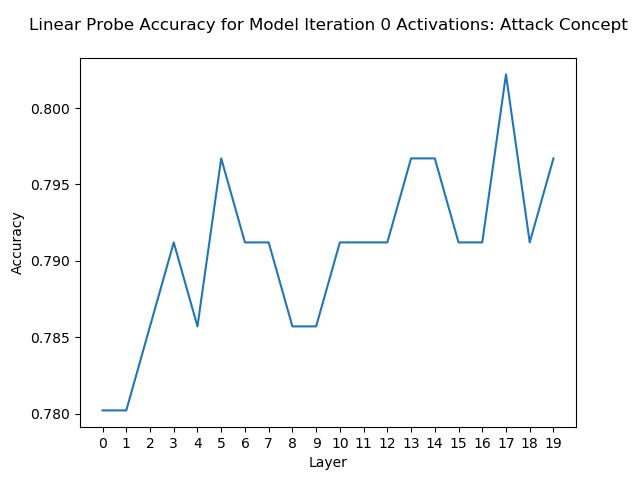 Linear Probe Accuracy for Model Iteration 0 Activations: Attack Concept
0.800
0.795
0.790
0.785
0.780
Accuracy
0 1 2 3 4 5 6 7 8 9 10 11 12 13 14 15 16 17 18 19
Layer